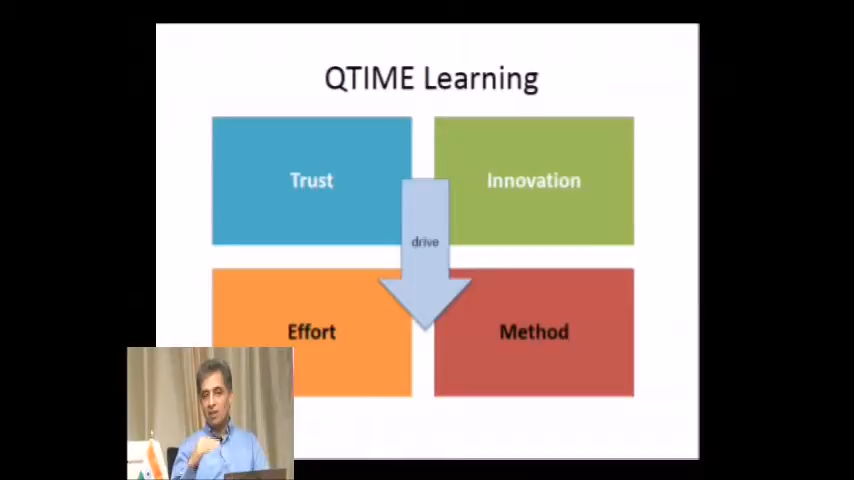 QTIME Learning
Trust
Innovation
drive
Effort
Method